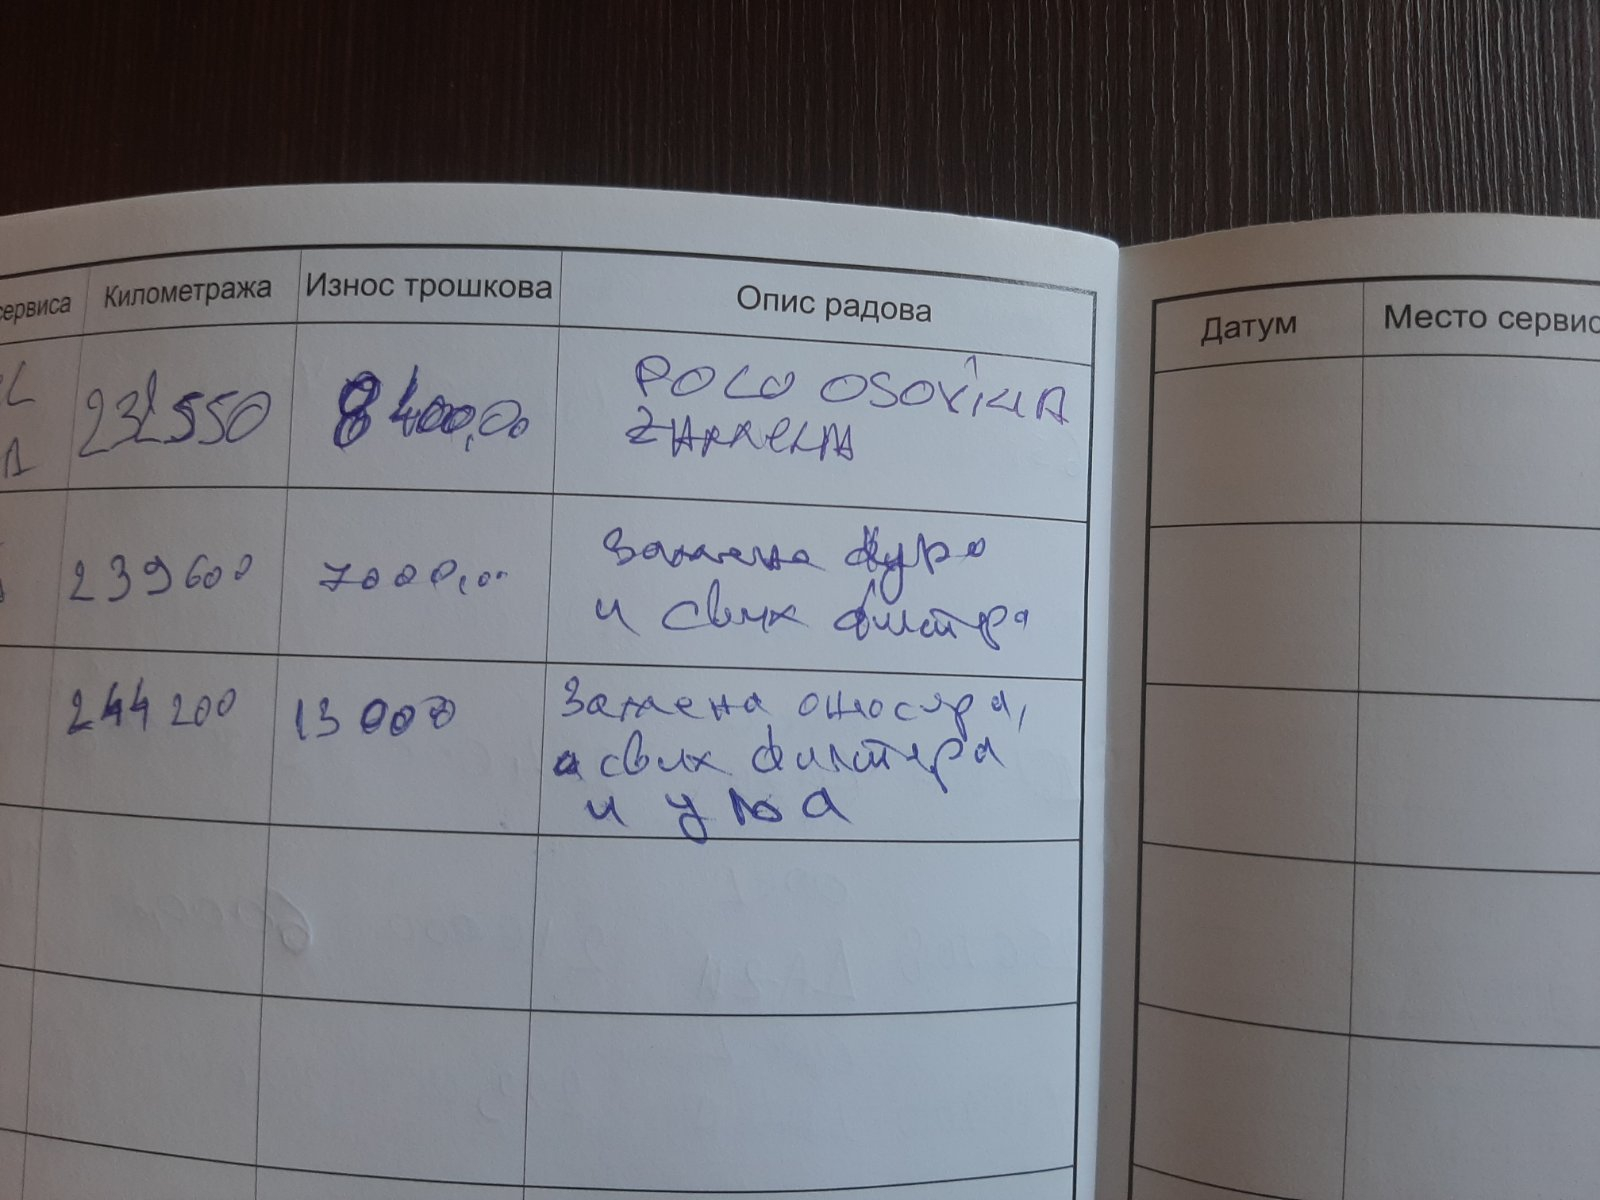 сервиса Километража Износ трошкова Опис радова
232550 8400,00 POLO OSOVINA
ZAMENA
239600 7000,00 Замена
и свих филтера
244200 13000 Замена
свих филтера
и уља
Датум Место сервис